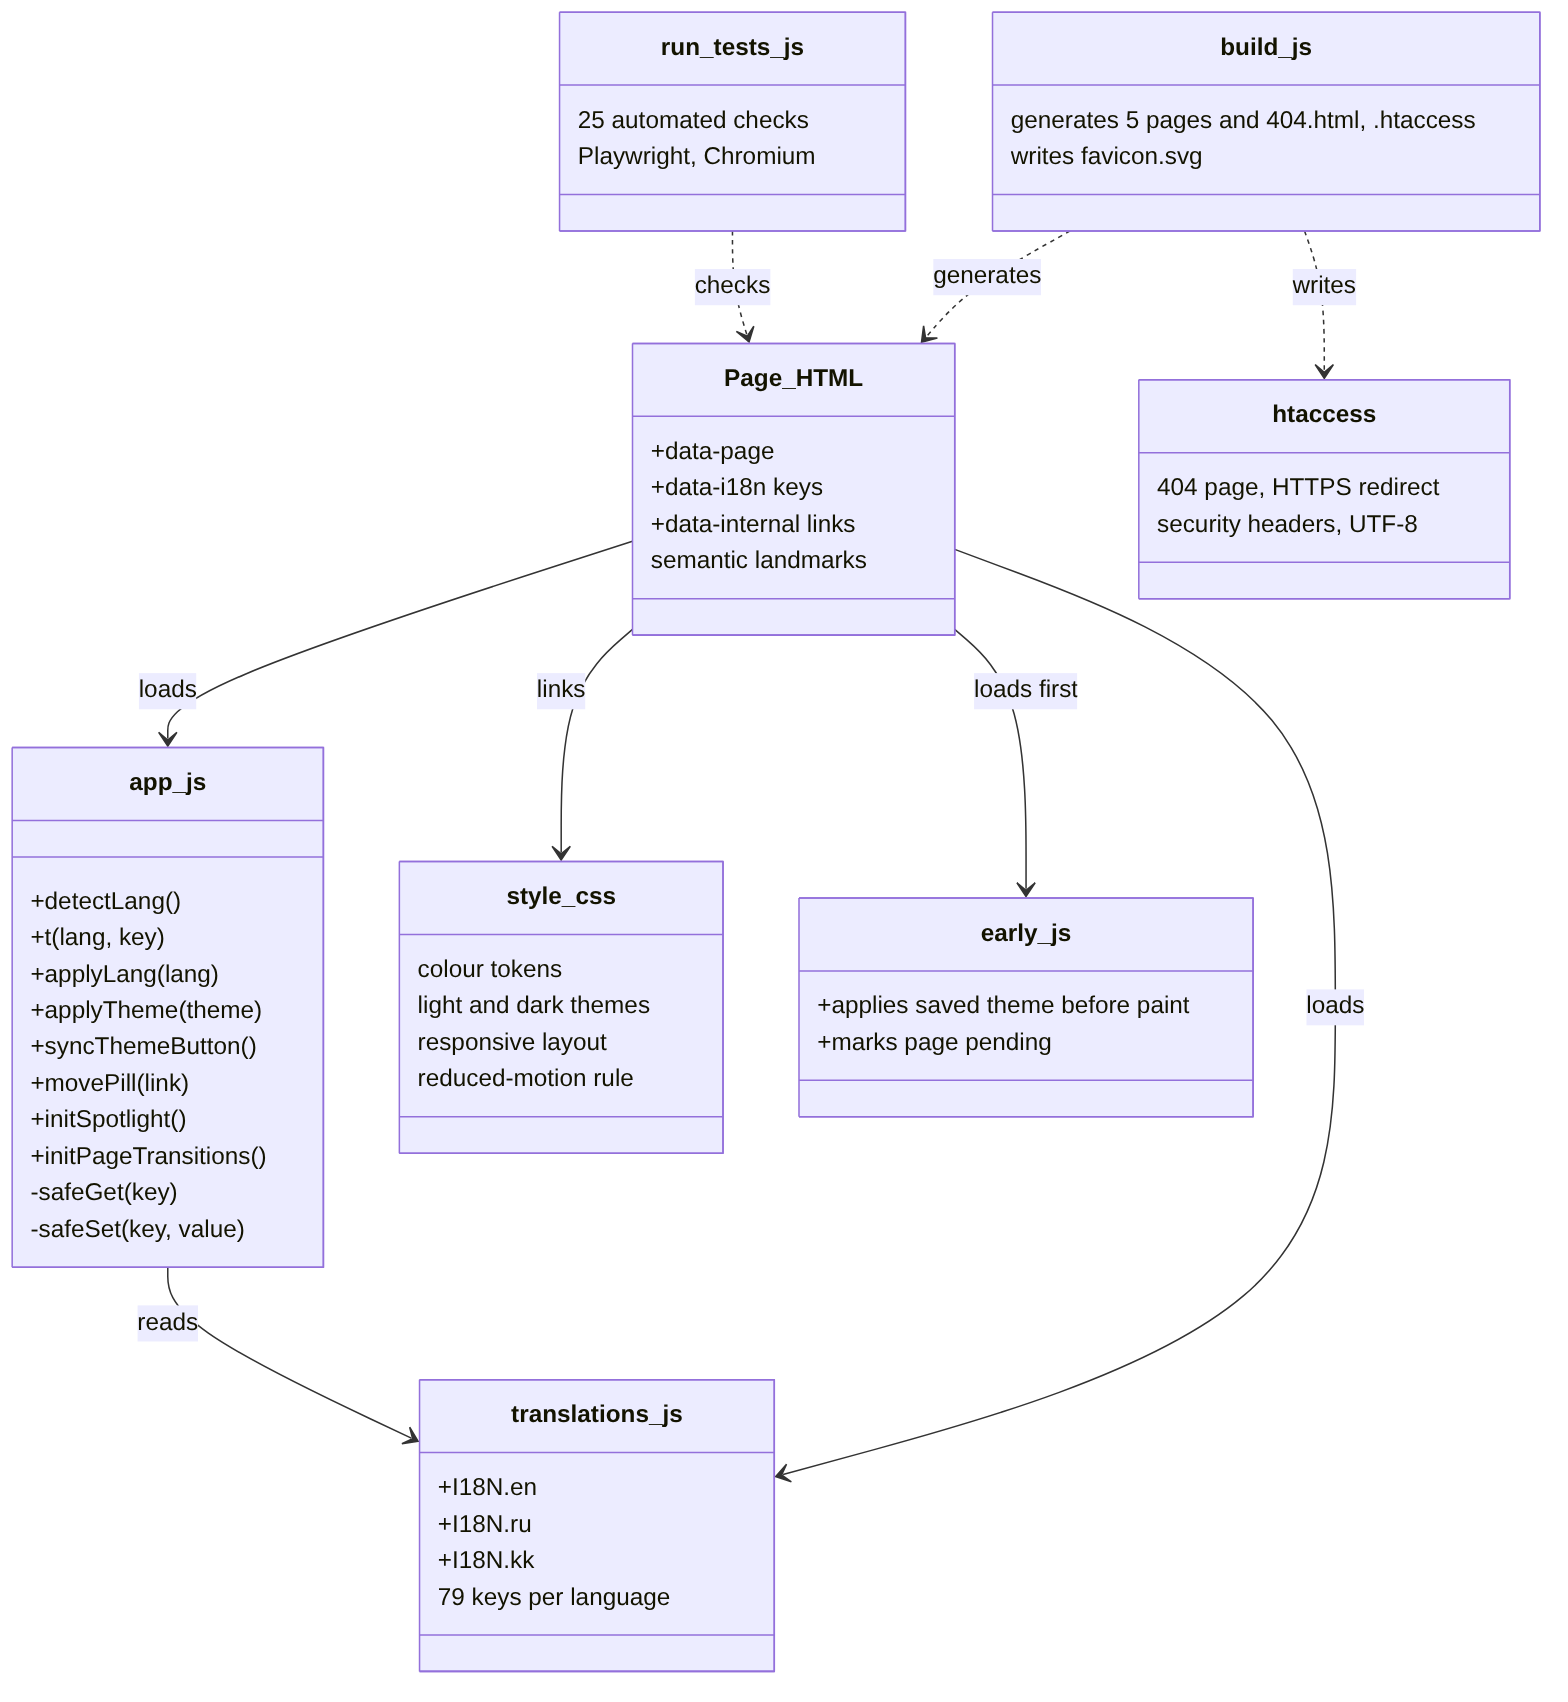 run_tests_js
25 automated checks
Playwright, Chromium
build_js
generates 5 pages and 404.html, .htaccess
writes favicon.svg
checks
generates
writes
Page_HTML
+data-page
+data-i18n keys
+data-internal links
semantic landmarks
htaccess
404 page, HTTPS redirect
security headers, UTF-8
loads
links
loads first
loads
app_js
+detectLang()
+t(lang, key)
+applyLang(lang)
+applyTheme(theme)
+syncThemeButton()
+movePill(link)
+initSpotlight()
+initPageTransitions()
-safeGet(key)
-safeSet(key, value)
style_css
colour tokens
light and dark themes
responsive layout
reduced-motion rule
early_js
+applies saved theme before paint
+marks page pending
reads
translations_js
+I18N.en
+I18N.ru
+I18N.kk
79 keys per language